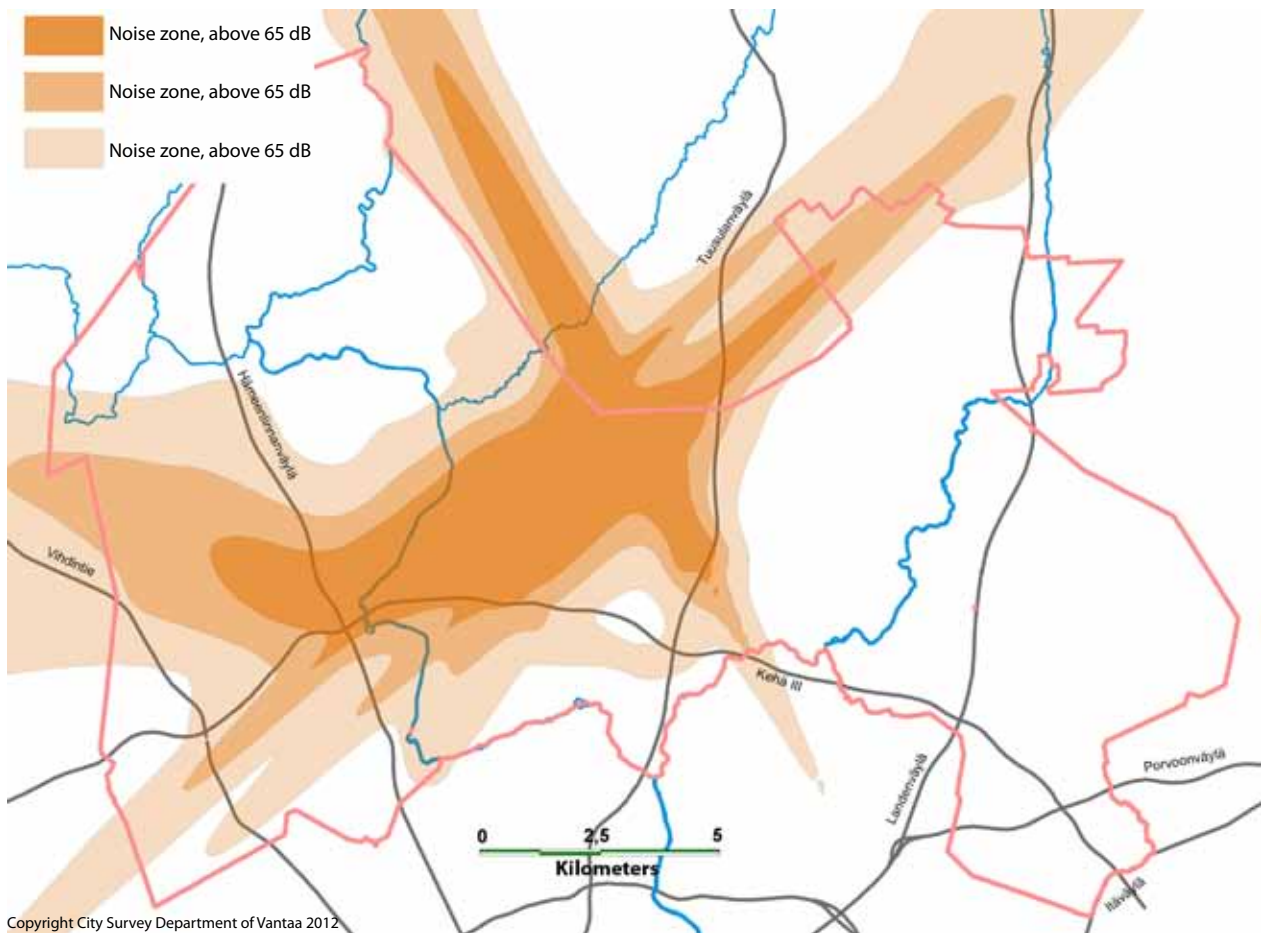 Noise zone, above 65 dB
Noise zone, above 65 dB
Noise zone, above 65 dB
Tuusulanväylä
Hämeenlinnanväylä
Vihdintie
Kehä III
Landenväylä
Porvoonväylä
Itäväylä
0 2,5 5
Kilometers
Copyright City Survey Department of Vantaa 2012